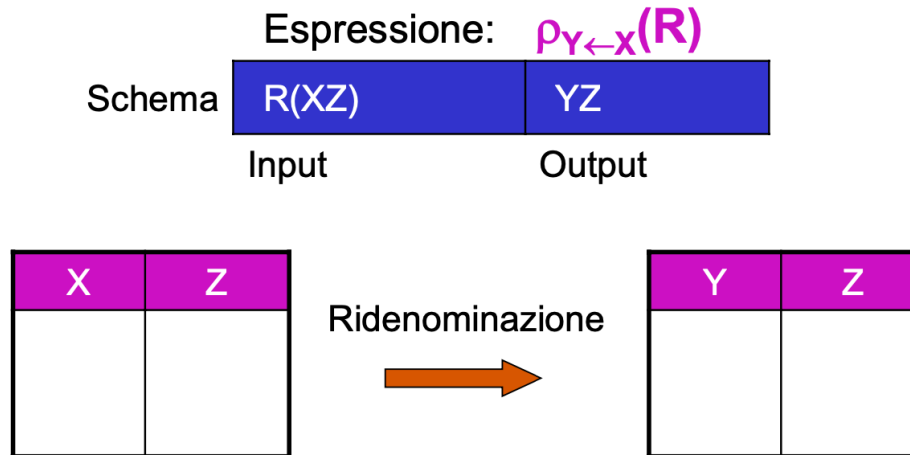 Espressione: ρY←X(R)
Schema R(XZ) YZ
Input Output
X Z Y Z
Ridenominazione